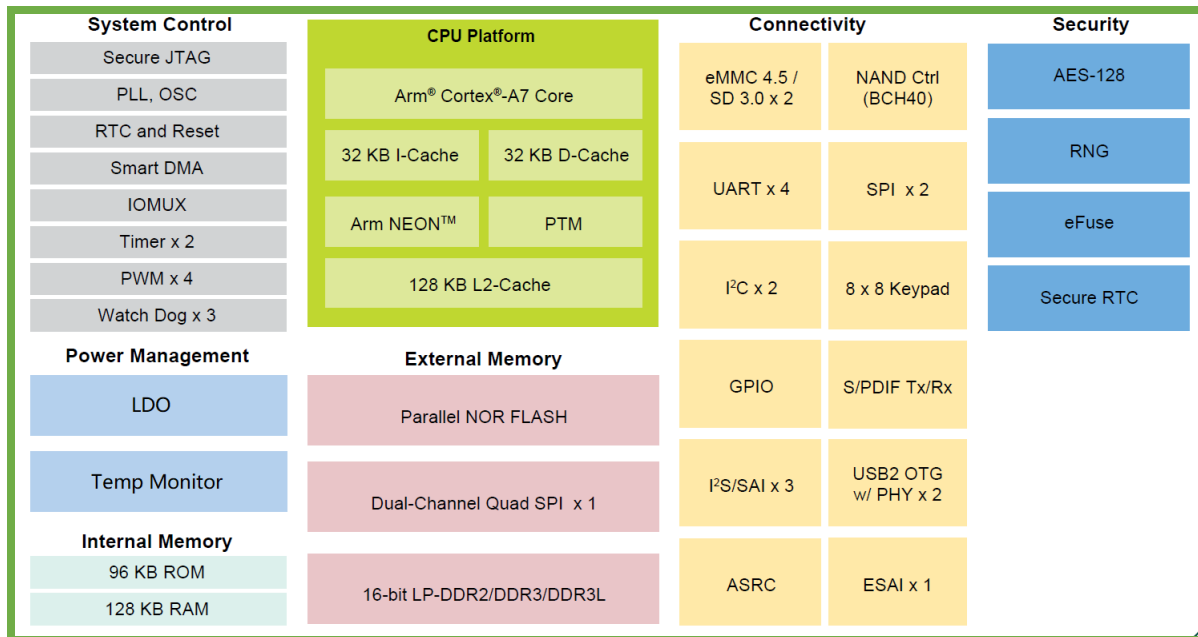 System Control
Secure JTAG
PLL, OSC
RTC and Reset
Smart DMA
IOMUX
Timer x 2
PWM x 4
Watch Dog x 3
Power Management
LDO
Temp Monitor
Internal Memory
96 KB ROM
128 KB RAM
CPU Platform
Arm® Cortex®-A7 Core
32 KB I-Cache
32 KB D-Cache
Arm NEON™
PTM
128 KB L2-Cache
External Memory
Parallel NOR FLASH
Dual-Channel Quad SPI x 1
16-bit LP-DDR2/DDR3/DDR3L
Connectivity
eMMC 4.5 /
SD 3.0 x 2
NAND Ctrl
(BCH40)
UART x 4
SPI x 2
I²C x 2
8 x 8 Keypad
GPIO
S/PDIF Tx/Rx
I²S/SAI x 3
USB2 OTG
w/ PHY x 2
ASRC
ESAI x 1
Security
AES-128
RNG
eFuse
Secure RTC